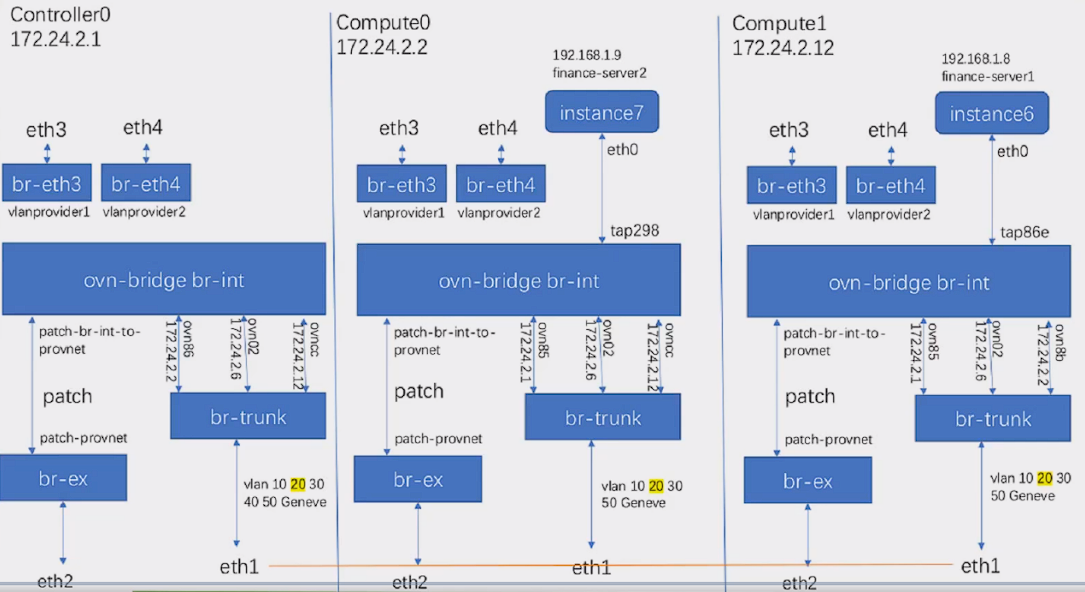 Controller0
172.24.2.1
eth3
eth4
br-eth3
br-eth4
vlanprovider1
vlanprovider2
ovn-bridge br-int
patch-br-int-to-
provnet
ovn86
172.24.2.2
ovn02
172.24.2.6
ovncc
172.24.2.12
patch
br-trunk
patch-provnet
br-ex
vlan 10 20 30
40 50 Geneve
eth1
eth2
Compute0
172.24.2.2
192.168.1.9
finance-server2
instance7
eth3
eth4
eth0
br-eth3
br-eth4
vlanprovider1
vlanprovider2
tap298
ovn-bridge br-int
patch-br-int-to-
provnet
ovn85
172.24.2.1
ovn02
172.24.2.6
ovncc
172.24.2.12
patch
br-trunk
patch-provnet
br-ex
vlan 10 20 30
50 Geneve
eth1
eth2
Compute1
172.24.2.12
192.168.1.8
finance-server1
instance6
eth3
eth4
eth0
br-eth3
br-eth4
vlanprovider1
vlanprovider2
tap86e
ovn-bridge br-int
patch-br-int-to-
provnet
ovn85
172.24.2.1
ovn02
172.24.2.6
ovn8b
172.24.2.2
patch
br-trunk
patch-provnet
br-ex
vlan 10 20 30
50 Geneve
eth1
eth2